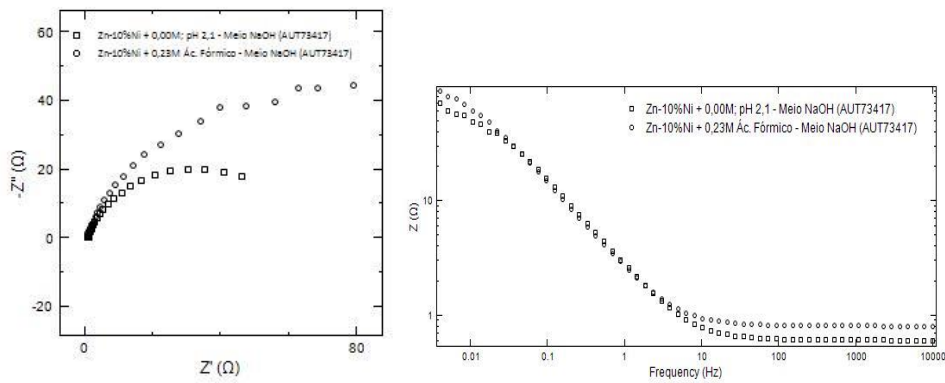 60
Zn-10%Ni + 0,00M; pH 2,1 - Meio NaOH (AUT73417)
Zn-10%Ni + 0,23M Ác. Fórmico - Meio NaOH (AUT73417)
40
20
0
-20
-Z'' (Ω)
0
80
Z' (Ω)
Zn-10%Ni + 0,00M; pH 2,1 - Meio NaOH (AUT73417)
Zn-10%Ni + 0,23M Ác. Fórmico - Meio NaOH (AUT73417)
10
1
Z (Ω)
0.01
0.1
1
10
100
1000
10000
Frequency (Hz)